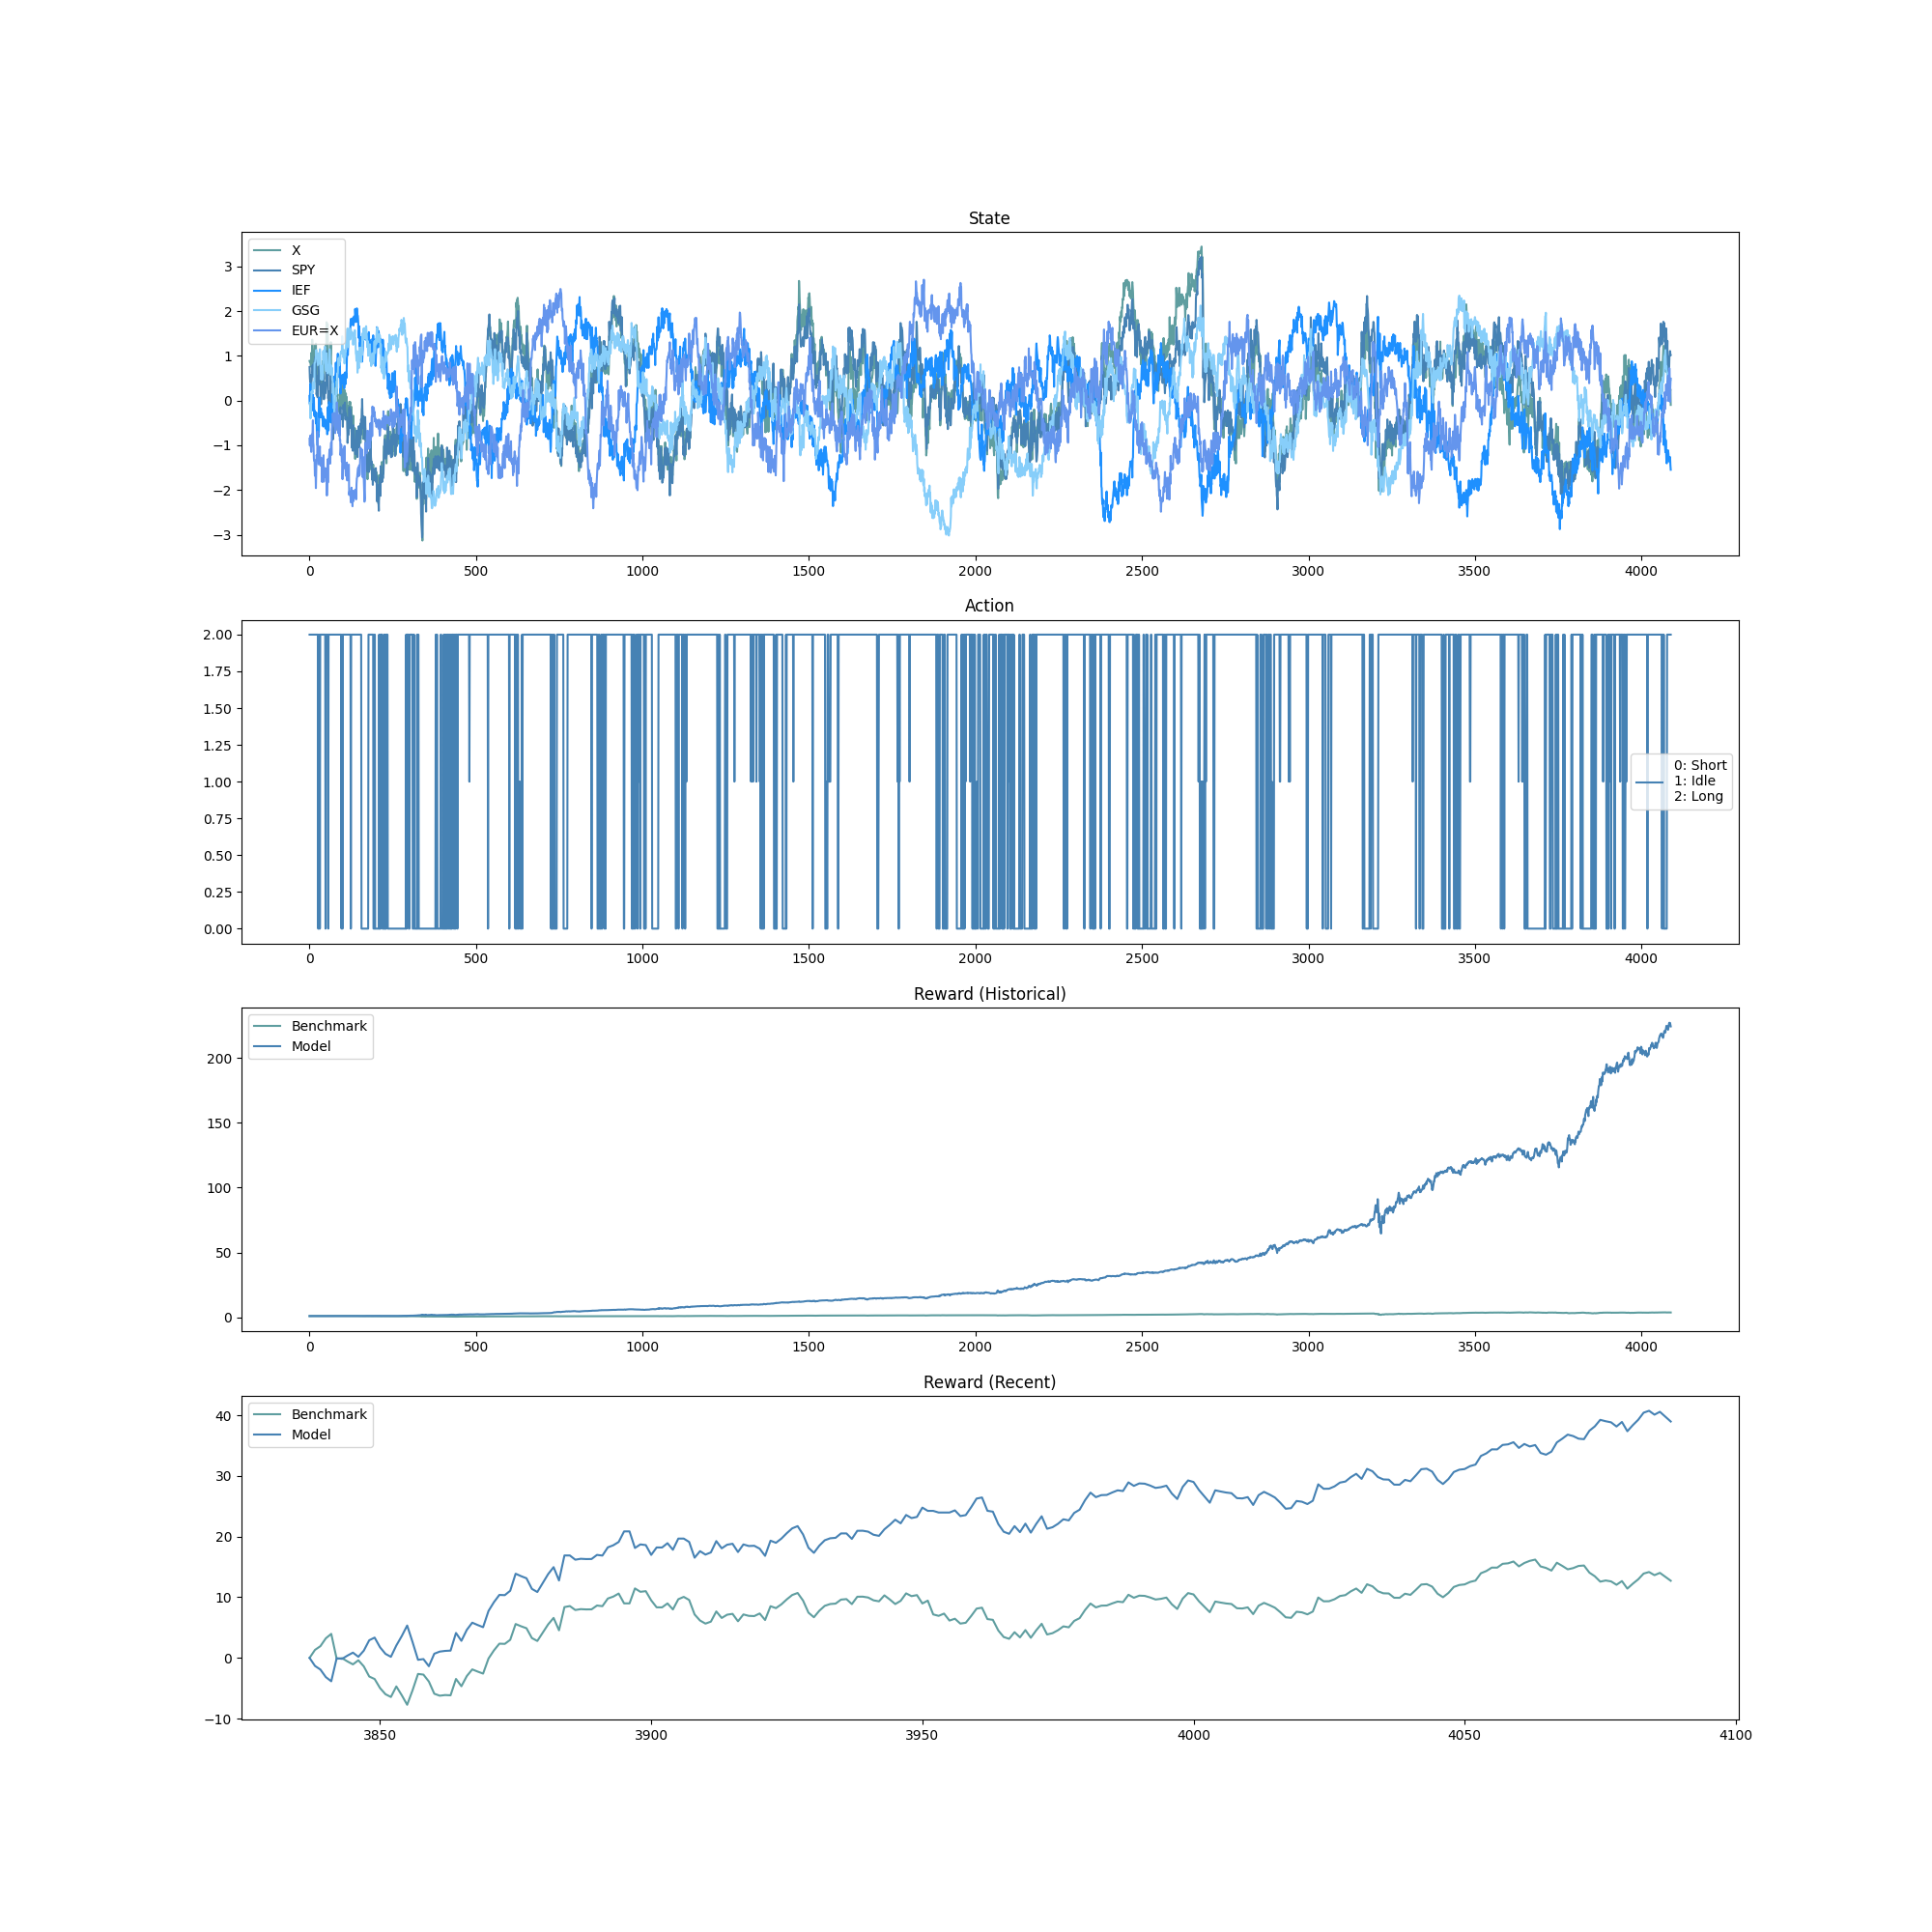 State
X
SPY
IEF
GSG
EUR=X
3
2
1
0
−1
−2
−3
0 500 1000 1500 2000 2500 3000 3500 4000
Action
2.00
1.75
1.50
1.25
1.00
0.75
0.50
0.25
0.00
0: Short
1: Idle
2: Long
0 500 1000 1500 2000 2500 3000 3500 4000
Reward (Historical)
Benchmark
Model
200
150
100
50
0
0 500 1000 1500 2000 2500 3000 3500 4000
Reward (Recent)
Benchmark
Model
40
30
20
10
0
−10
3850 3900 3950 4000 4050 4100